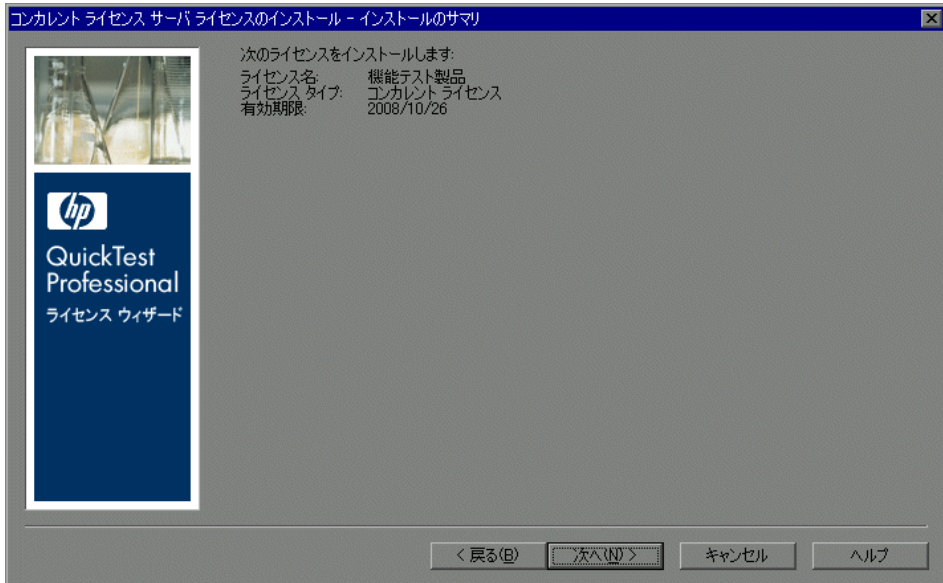 コンカレント ライセンス サーバ ライセンスのインストール - インストールのサマリ
次のライセンスをインストールします:
ライセンス名: 機能テスト製品
ライセンス タイプ: コンカレント ライセンス
有効期限: 2008/10/26
hp
QuickTest
Professional
ライセンス ウィザード
< 戻る(B) 次へ(N) > キャンセル ヘルプ